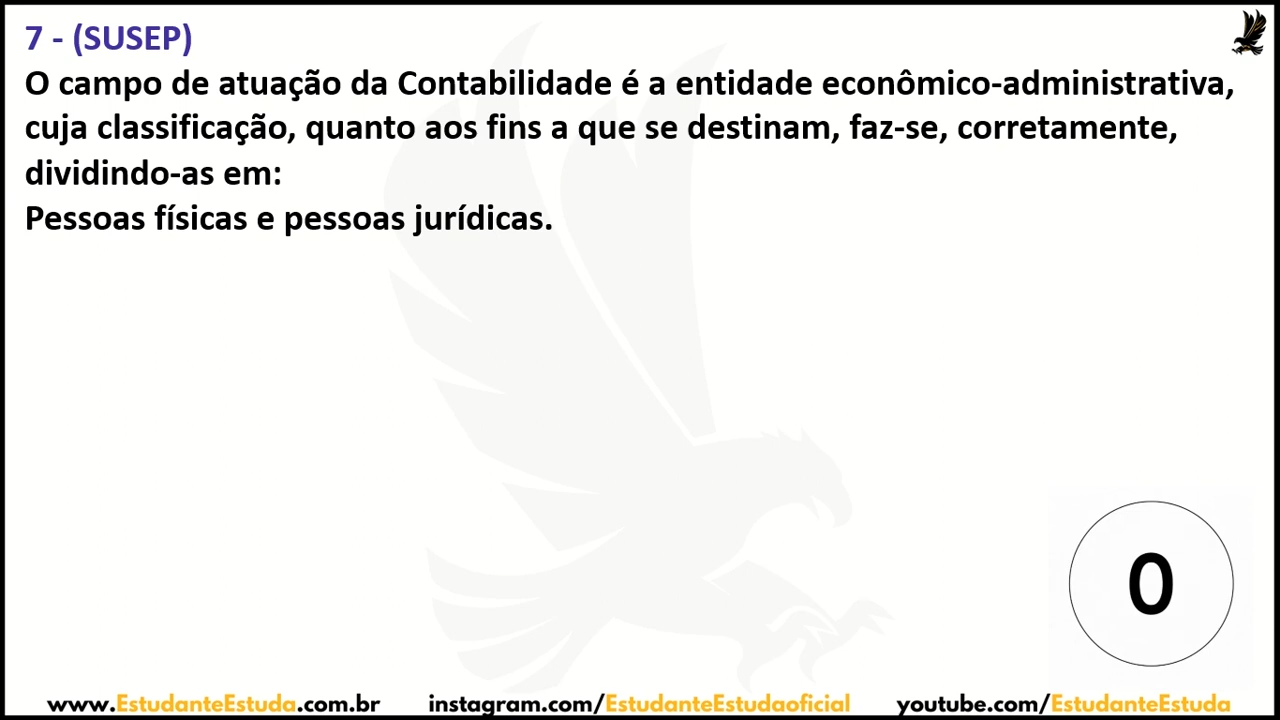 7 - (SUSEP)
O campo de atuação da Contabilidade é a entidade econômico-administrativa,
cuja classificação, quanto aos fins a que se destinam, faz-se, corretamente,
dividindo-as em:
Pessoas físicas e pessoas jurídicas.
0
www.EstudanteEstuda.com.br instagram.com/EstudanteEstudaoficial youtube.com/EstudanteEstuda